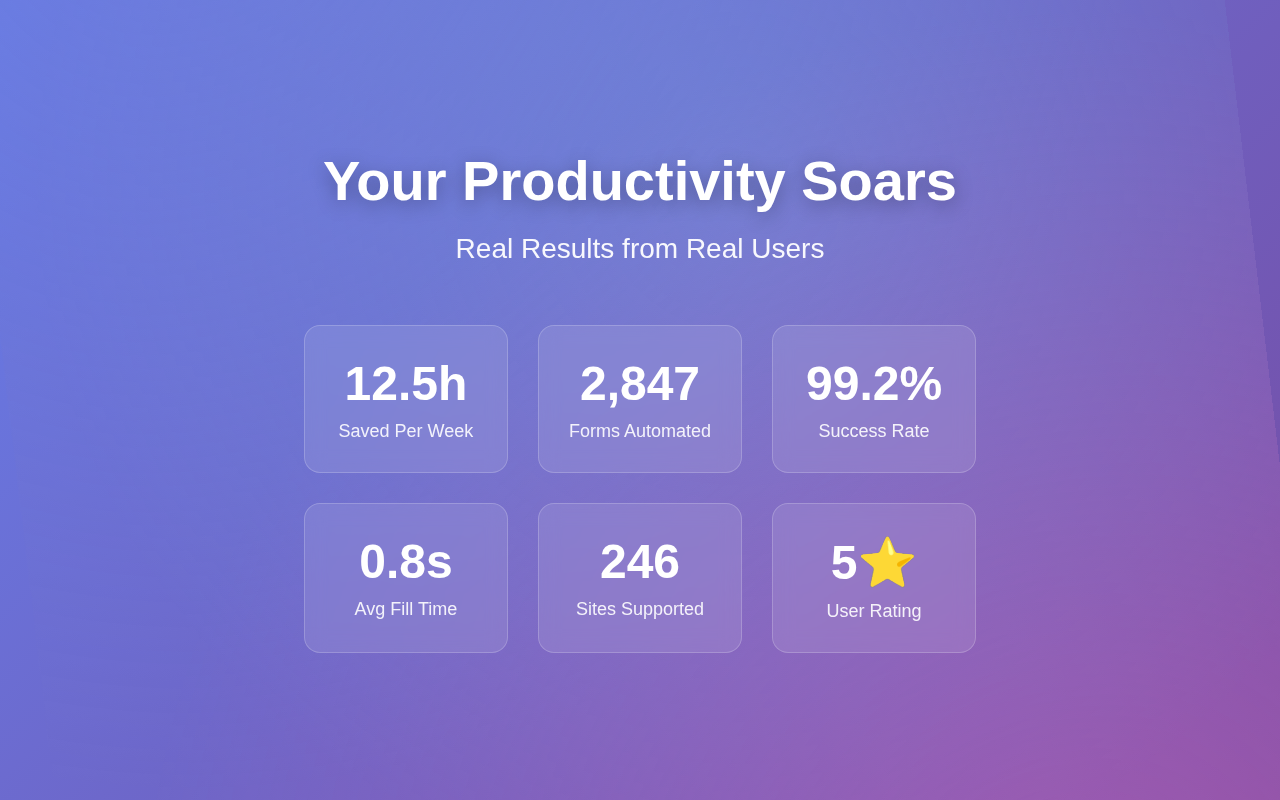 Your Productivity Soars
Real Results from Real Users
12.5h
Saved Per Week
2,847
Forms Automated
99.2%
Success Rate
0.8s
Avg Fill Time
246
Sites Supported
5⭐
User Rating